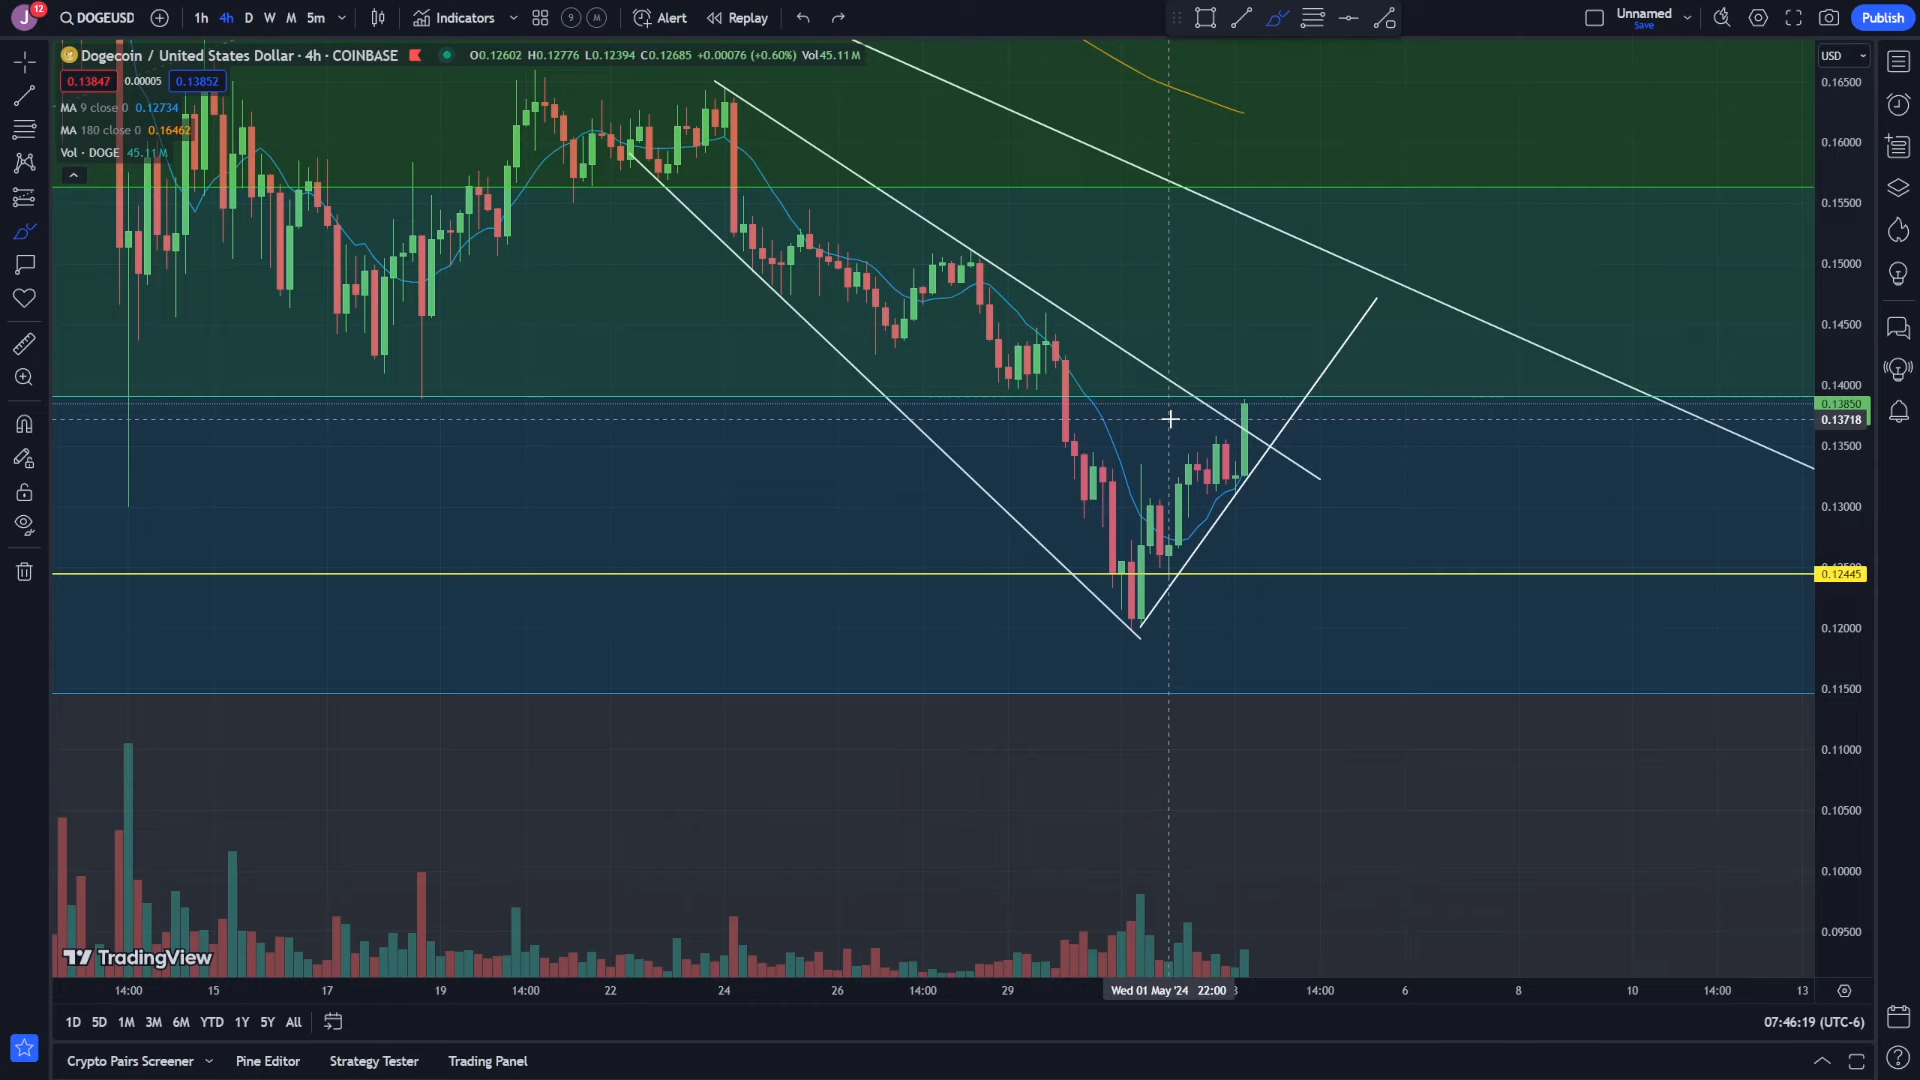 J 12 DOGEUSD 1h 4h D W M 5m Indicators 9 M Alert Replay Unnamed Save Publish
Dogecoin / United States Dollar · 4h · COINBASE O0.12602 H0.12776 L0.12394 C0.12685 +0.00076 (+0.60%) Vol45.11 M
0.13847 0.00005 0.13852
MA 9 close 0 0.12734
MA 180 close 0 0.16462
Vol · DOGE 45.11 M
USD
0.16500
0.16000
0.15500
0.15000
0.14500
0.14000
0.13850
0.13718
0.13500
0.13000
0.12445
0.12000
0.11500
0.11000
0.10500
0.10000
0.09500
TradingView
14:00 15 17 19 14:00 22 24 26 14:00 29 Wed 01 May '24 22:00 14:00 6 8 10 14:00 13
1D 5D 1M 3M 6M YTD 1Y 5Y All 07:46:19 (UTC-6)
Crypto Pairs Screener Pine Editor Strategy Tester Trading Panel